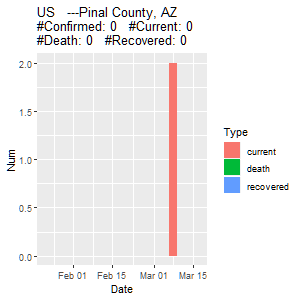 US   ---Pinal County, AZ
#Confirmed: 0   #Current: 0
#Death: 0   #Recovered: 0
Num
2.0
1.5
1.0
0.5
0.0
Feb 01 Feb 15 Mar 01 Mar 15
Date
Type
current
death
recovered